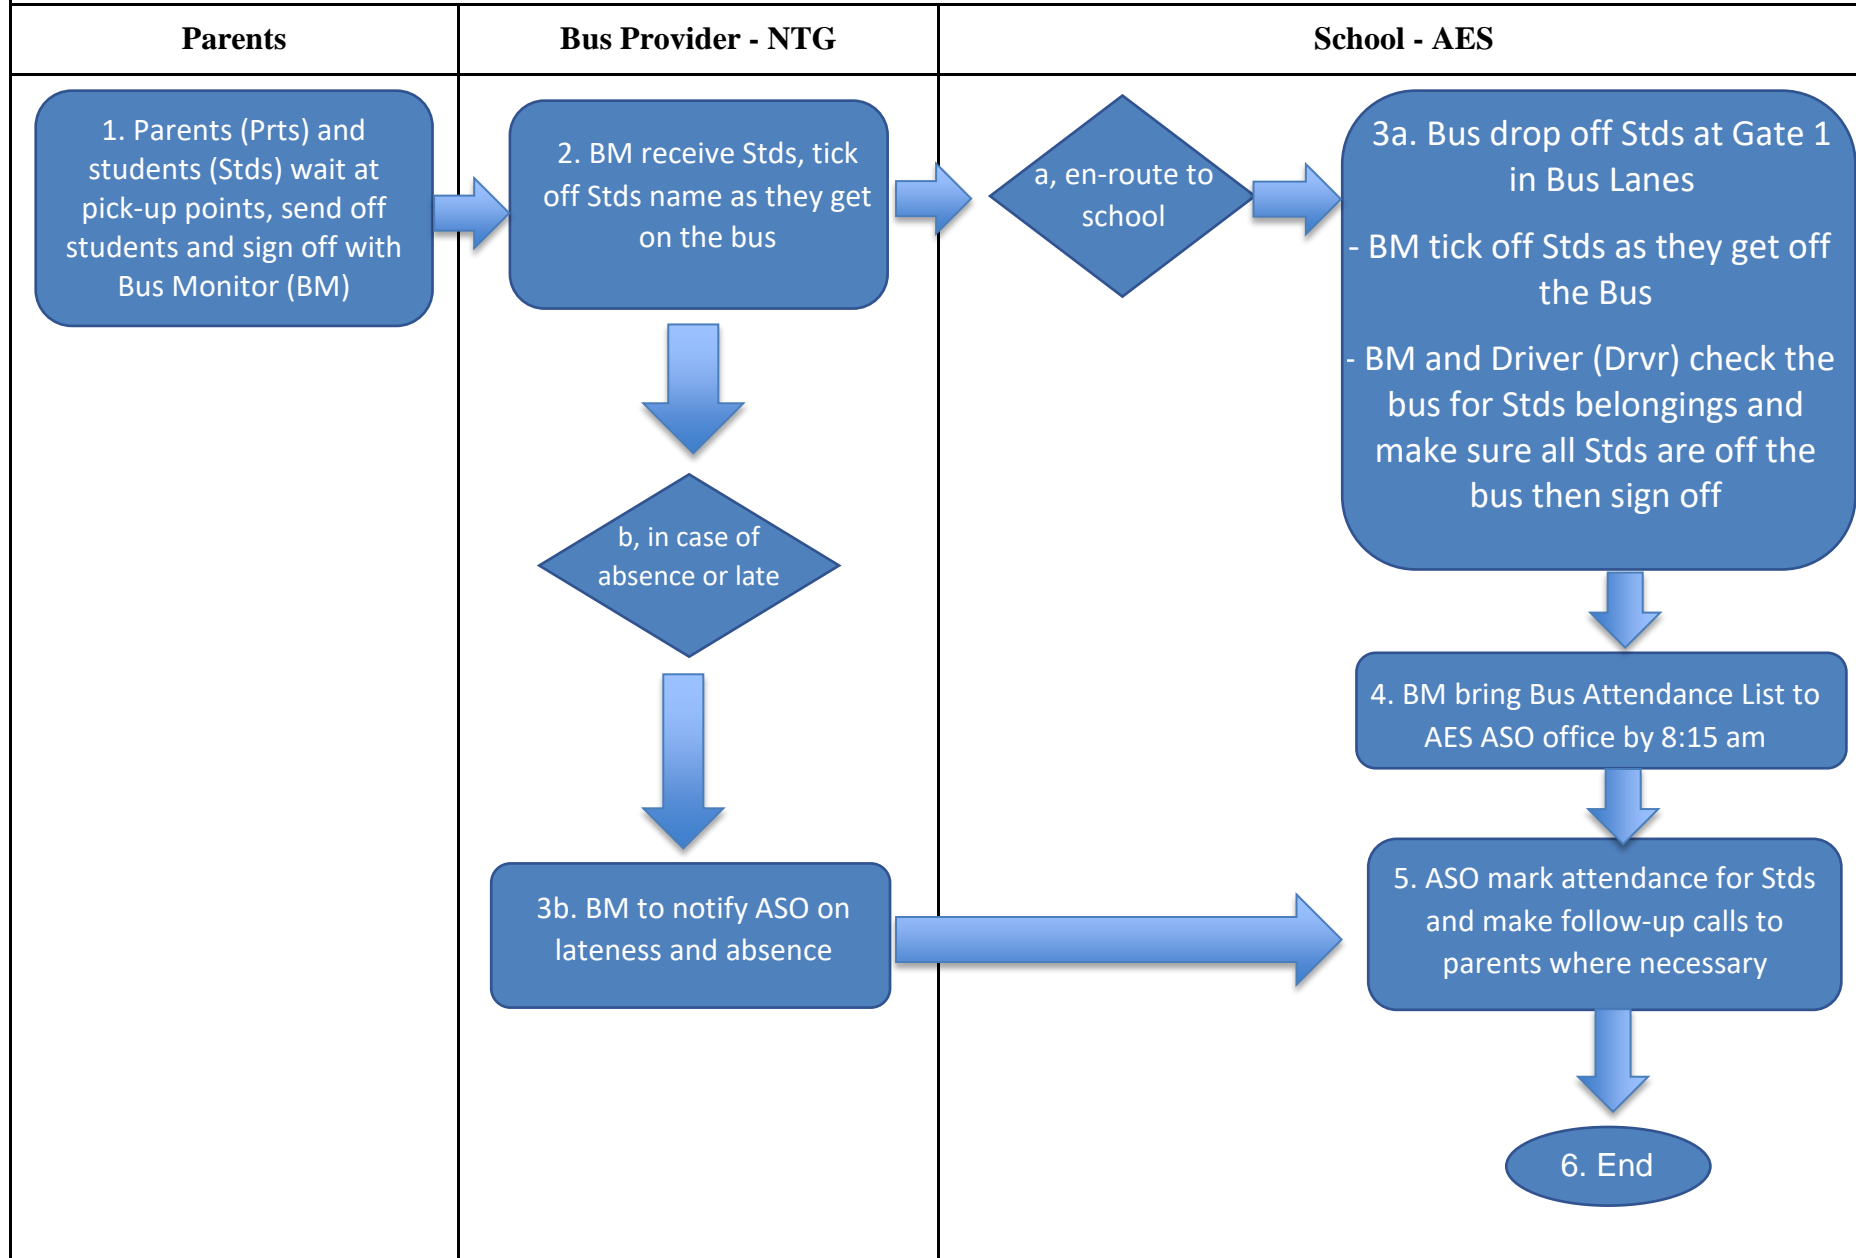 Parents
Bus Provider - NTG
School - AES
1. Parents (Prts) and
students (Stds) wait at
pick-up points, send off
students and sign off with
Bus Monitor (BM)
2. BM receive Stds, tick
off Stds name as they get
on the bus
a, en-route to
school
3a. Bus drop off Stds at Gate 1
in Bus Lanes
- BM tick off Stds as they get off
the Bus
- BM and Driver (Drvr) check the
bus for Stds belongings and
make sure all Stds are off the
bus then sign off
b, in case of
absence or late
4. BM bring Bus Attendance List to
AES ASO office by 8:15 am
3b. BM to notify ASO on
lateness and absence
5. ASO mark attendance for Stds
and make follow-up calls to
parents where necessary
6. End